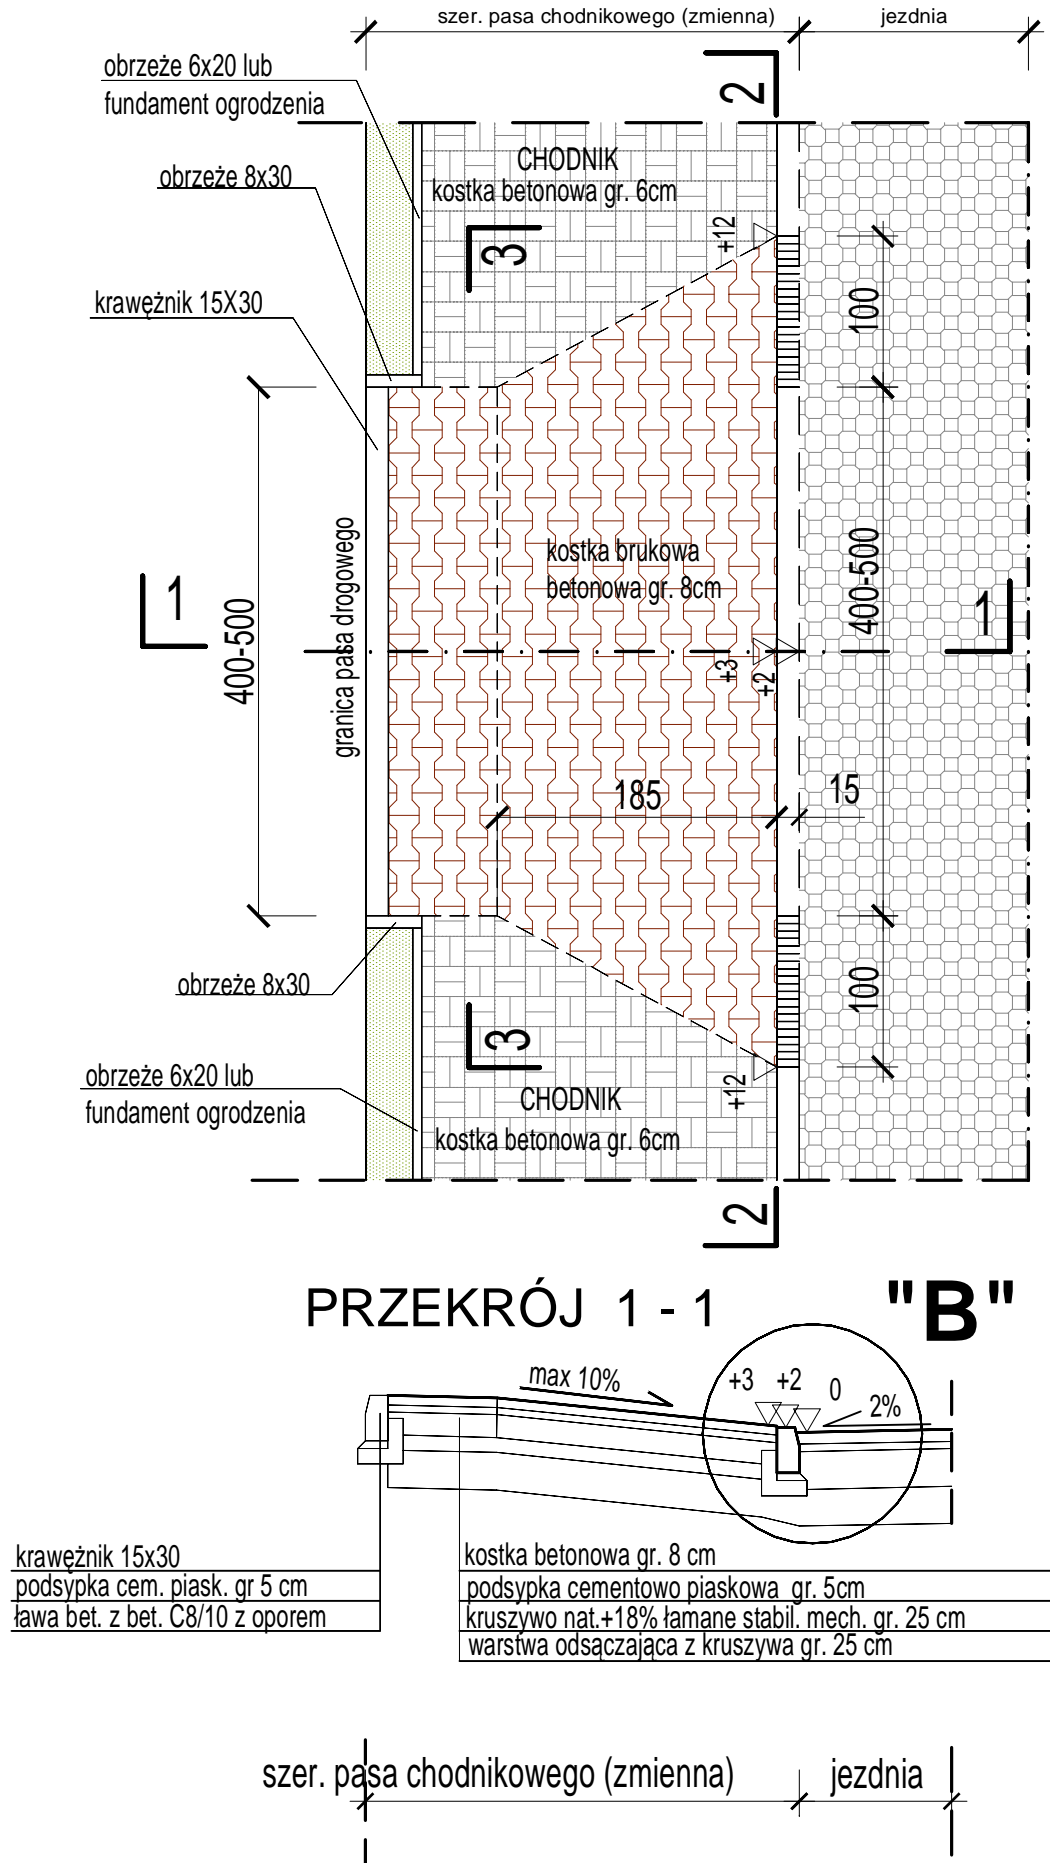 szer. pasa chodnikowego (zmienna)
jezdnia
obrzeże 6x20 lub
fundament ogrodzenia
2
CHODNIK
kostka betonowa gr. 6cm
obrzeże 8x30
+12
3
krawężnik 15X30
100
granica pasa drogowego
kostka brukowa
betonowa gr. 8cm
400-500
1
1
400-500
+3
+2
185
15
obrzeże 8x30
100
3
obrzeże 6x20 lub
fundament ogrodzenia
+12
CHODNIK
kostka betonowa gr. 6cm
2
PRZEKRÓJ 1 - 1
"B"
max 10%
+3
+2
0
2%
krawężnik 15x30
podsypka cem. piask. gr 5 cm
ława bet. z bet. C8/10 z oporem
kostka betonowa gr. 8 cm
podsypka cementowo piaskowa gr. 5cm
kruszywo nat.+18% łamane stabil. mech. gr. 25 cm
warstwa odsączająca z kruszywa gr. 25 cm
szer. pasa chodnikowego (zmienna)
jezdnia